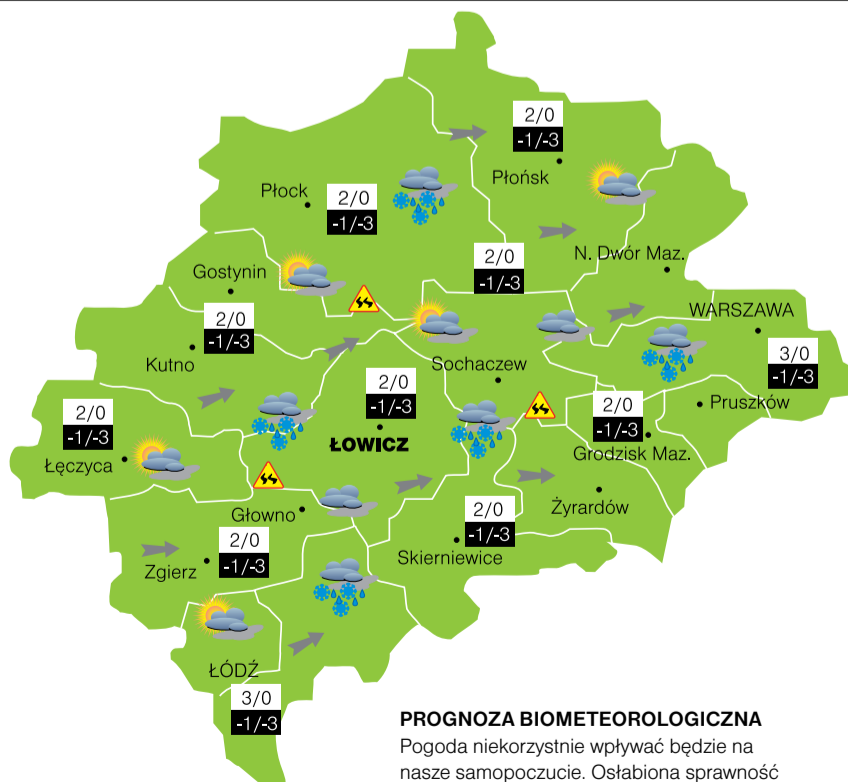 2/0
-1/-3
Płońsk
Płock
2/0
-1/-3
2/0
-1/-3
N. Dwór Maz.
Gostynin
2/0
-1/-3
Kutno
WARSZAWA
3/0
-1/-3
Sochaczew
2/0
-1/-3
ŁOWICZ
2/0
-1/-3
Łęczyca
Pruszków
2/0
-1/-3
Grodzisk Maz.
Żyrardów
Głowno
2/0
-1/-3
Skierniewice
2/0
-1/-3
Zgierz
ŁÓDŹ
3/0
-1/-3
PROGNOZA BIOMETEOROLOGICZNA
Pogoda niekorzystnie wpływać będzie na
nasze samopoczucie. Osłabiona sprawność